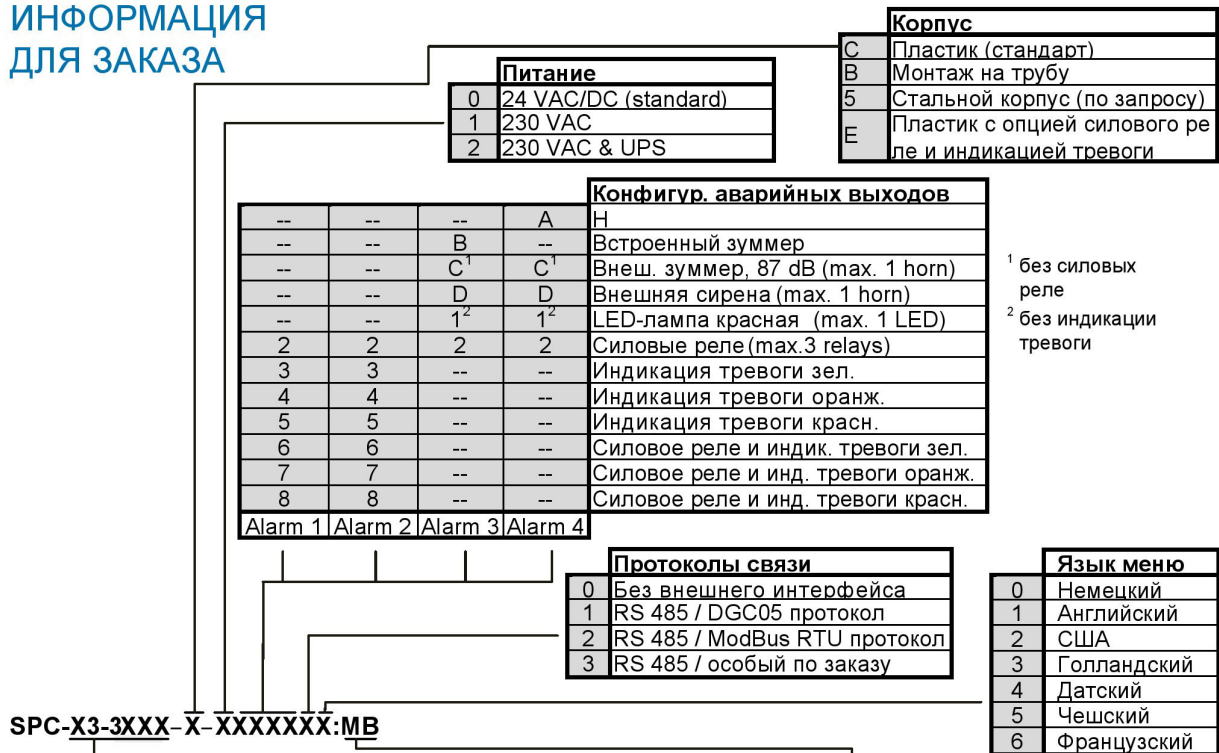 ИНФОРМАЦИЯ
ДЛЯ ЗАКАЗА
Корпус
C Пластик (стандарт)
B Монтаж на трубу
5 Стальной корпус (по запросу)
E Пластик с опцией силового ре
ле и индикацией тревоги
Питание
0 24 VAC/DC (standard)
1 230 VAC
2 230 VAC & UPS
Конфигур. аварийных выходов
-- -- -- A Н
-- -- B -- Встроенный зуммер
-- -- C¹ C¹ Внеш. зуммер, 87 dB (max. 1 horn)
-- -- D D Внешняя сирена (max. 1 horn)
-- -- 1² 1² LED-лампа красная (max. 1 LED)
2 2 2 2 Силовые реле (max.3 relays)
3 3 -- -- Индикация тревоги зел.
4 4 -- -- Индикация тревоги оранж.
5 5 -- -- Индикация тревоги красн.
6 6 -- -- Силовое реле и индик. тревоги зел.
7 7 -- -- Силовое реле и инд. тревоги оранж.
8 8 -- -- Силовое реле и инд. тревоги красн.
Alarm 1 Alarm 2 Alarm 3 Alarm 4
¹ без силовых
реле
² без индикации
тревоги
Протоколы связи
0 Без внешнего интерфейса
1 RS 485 / DGC05 протокол
2 RS 485 / ModBus RTU протокол
3 RS 485 / особый по заказу
Язык меню
0 Немецкий
1 Английский
2 США
3 Голландский
4 Датский
5 Чешский
6 Французский
SPC-X3-3XXX-X-XXXXXXX:MB